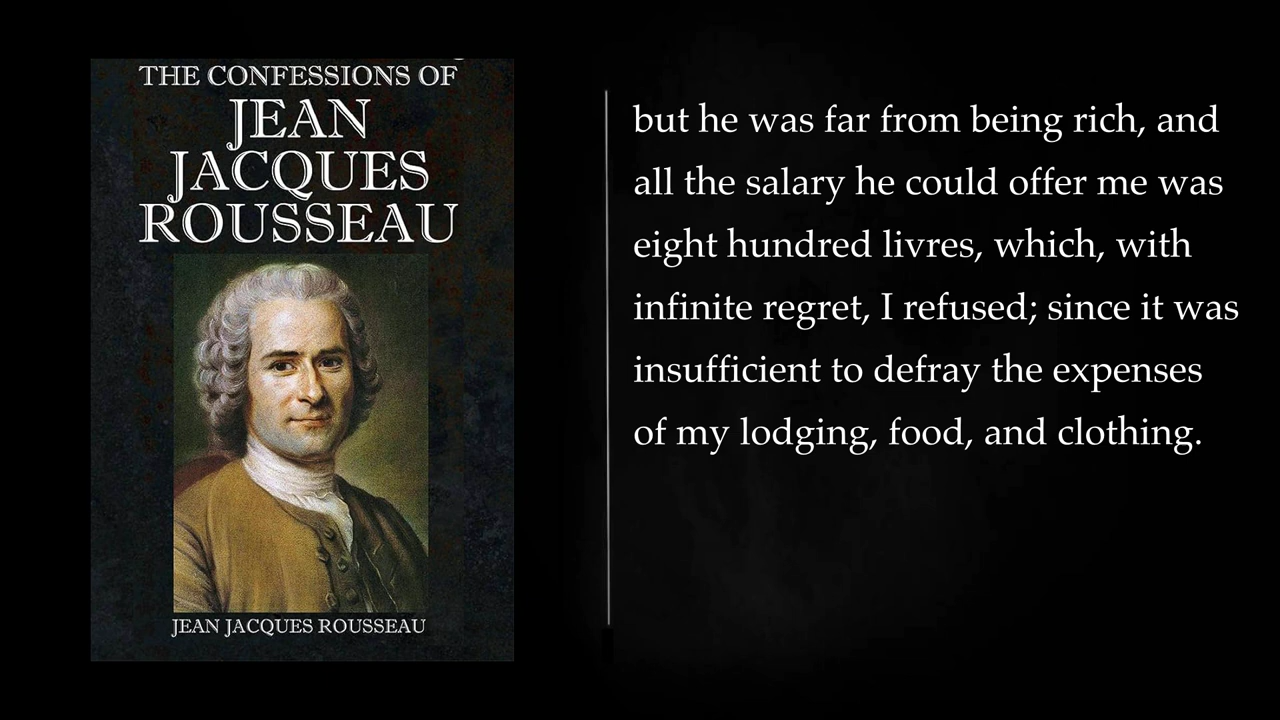 THE CONFESSIONS OF
JEAN
JACQUES
ROUSSEAU
JEAN JACQUES ROUSSEAU
but he was far from being rich, and
all the salary he could offer me was
eight hundred livres, which, with
infinite regret, I refused; since it was
insufficient to defray the expenses
of my lodging, food, and clothing.